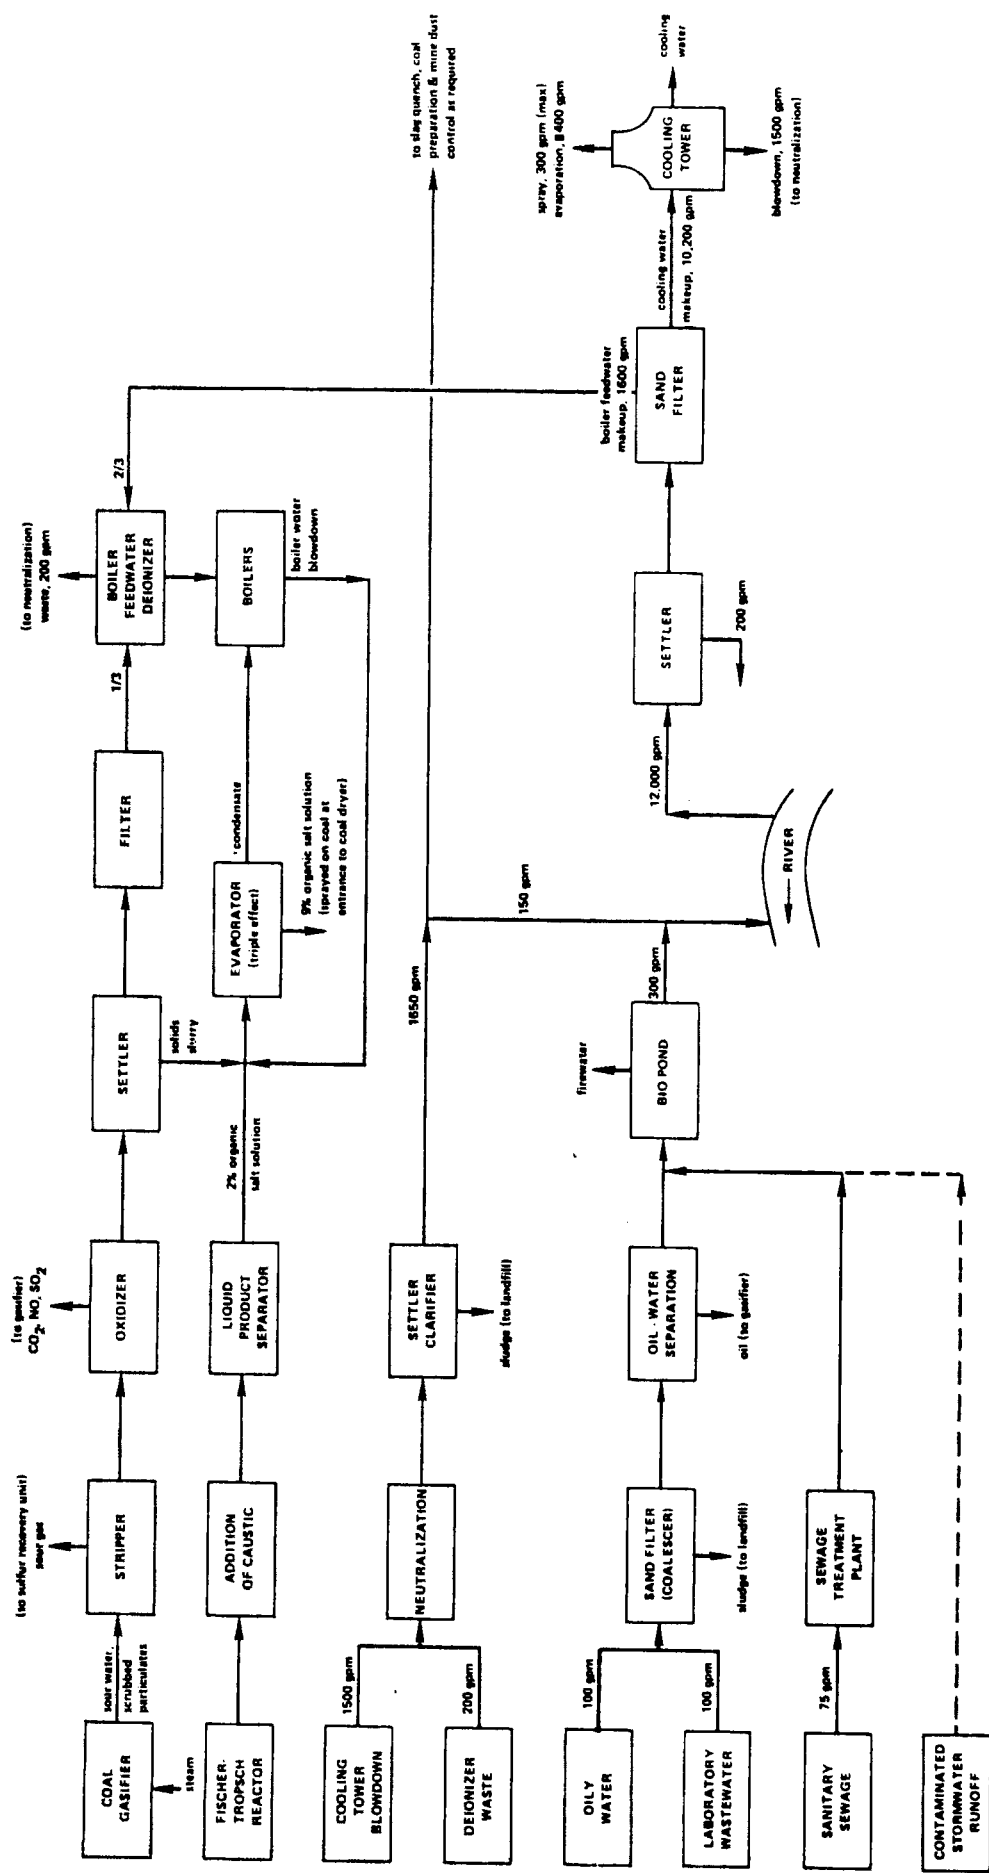 COAL
GASIFIER
steam
sour water,
scrubbed
particulates
STRIPPER
(to sulfur recovery unit)
sour gas
OXIDIZER
(to gasifier)
CO2, NO, SO2
SETTLER
solids
slurry
FILTER
1/3
BOILER
FEEDWATER
DEIONIZER
(to neutralization)
waste, 200 gpm
2/3
FISCHER-
TROPSCH
REACTOR
ADDITION
OF CAUSTIC
LIQUID
PRODUCT
SEPARATOR
2% organic
salt solution
EVAPORATOR
(triple effect)
condensate
9% organic salt solution
(sprayed on coal at
entrance to coal dryer)
BOILERS
boiler water
blowdown
COOLING
TOWER
BLOWDOWN
1500 gpm
DEIONIZER
WASTE
200 gpm
NEUTRALIZATION
SETTLER
CLARIFIER
sludge (to landfill)
1650 gpm
150 gpm
to slag quench, coal
preparation & mine dust
control as required
OILY
WATER
100 gpm
LABORATORY
WASTEWATER
100 gpm
SAND FILTER
(COALESCER)
sludge (to landfill)
OIL - WATER
SEPARATION
oil (to gasifier)
BIO POND
firewater
300 gpm
SANITARY
SEWAGE
75 gpm
SEWAGE
TREATMENT
PLANT
CONTAMINATED
STORMWATER
RUNOFF
RIVER
12,000 gpm
SETTLER
200 gpm
SAND
FILTER
boiler feedwater
makeup, 1600 gpm
cooling water
makeup, 10,200 gpm
COOLING
TOWER
spray, 300 gpm (max)
evaporation, 8400 gpm
cooling
water
blowdown, 1500 gpm
(to neutralization)